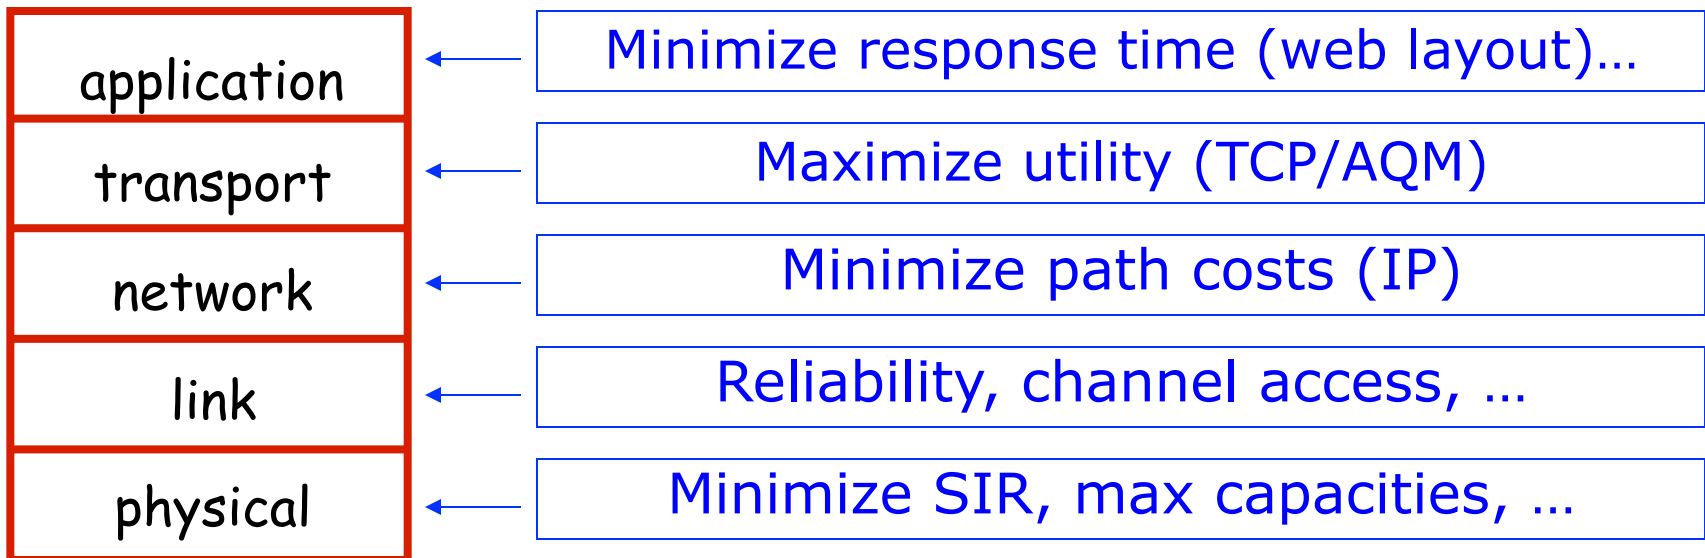 application
Minimize response time (web layout)…
transport
Maximize utility (TCP/AQM)
network
Minimize path costs (IP)
link
Reliability, channel access, …
physical
Minimize SIR, max capacities, …